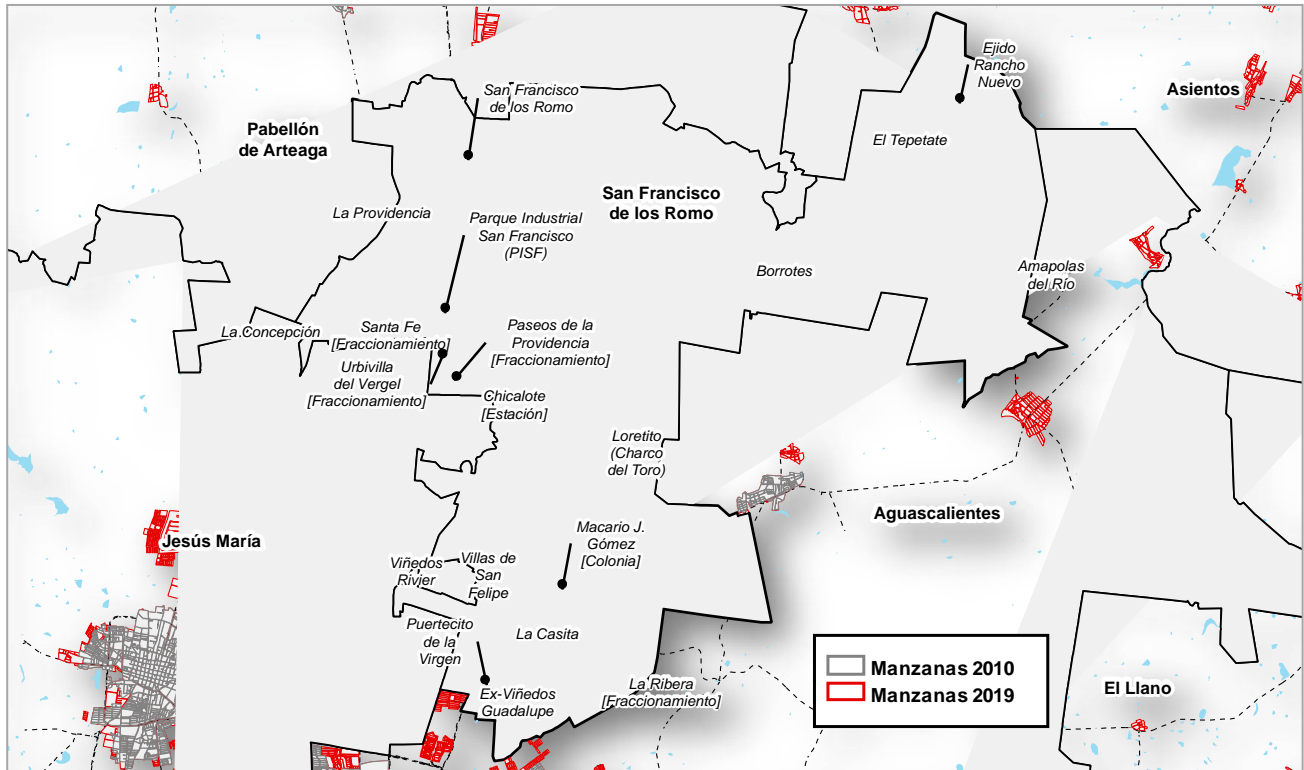 Ejido
Rancho
Nuevo
Asientos
San Francisco
de los Romo
Pabellón
de Arteaga
El Tepetate
San Francisco
de los Romo
La Providencia
Parque Industrial
San Francisco
(PISF)
Borrotes
Amapolas
del Río
La Concepción
Santa Fe
[Fraccionamiento]
Paseos de la
Providencia
[Fraccionamiento]
Urbivilla
del Vergel
[Fraccionamiento]
Chicalote
[Estación]
Loretito
(Charco
del Toro)
Aguascalientes
Jesús María
Macario J.
Gómez
[Colonia]
Viñedos
Rivier
Villas de
San
Felipe
Puertecito
de la
Virgen
La Casita
La Ribera
[Fraccionamiento]
Ex-Viñedos
Guadalupe
El Llano
Manzanas 2010
Manzanas 2019